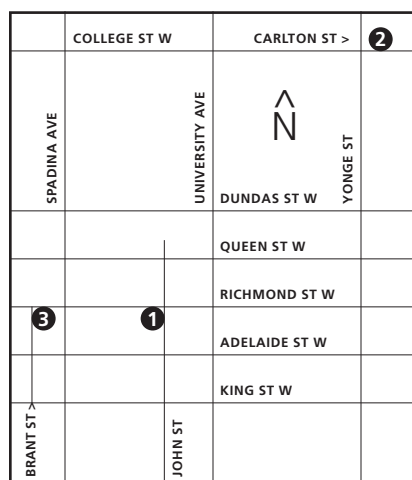 COLLEGE ST W
CARLTON ST >
2
SPADINA AVE
UNIVERSITY AVE
N
YONGE ST
DUNDAS ST W
QUEEN ST W
RICHMOND ST W
3
1
ADELAIDE ST W
KING ST W
BRANT ST >
JOHN ST